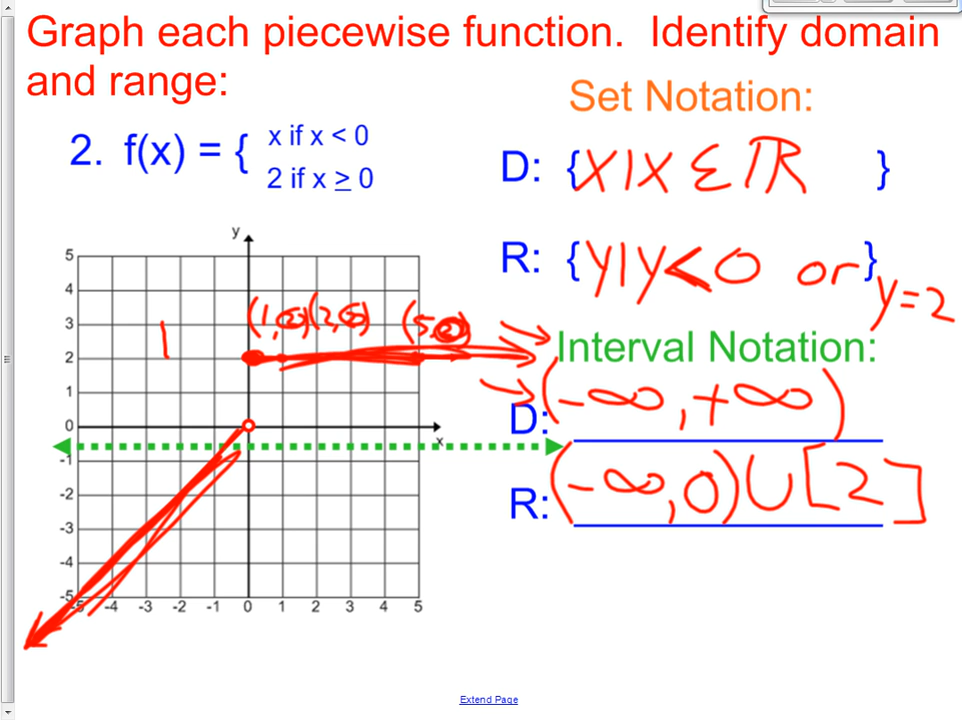 Graph each piecewise function. Identify domain
and range:
Set Notation:
2. f(x) = { x if x < 0
2 if x ≥ 0
D: {x|x ∈ ℝ }
R: {y|y<0 or}
y=2
y
5
4
3
2
1
0
-1
-2
-3
-4
-5
x
-5 -4 -3 -2 -1 0 1 2 3 4 5
Interval Notation:
D: (-∞,+∞)
R: (-∞,0)∪[2]
Extend Page